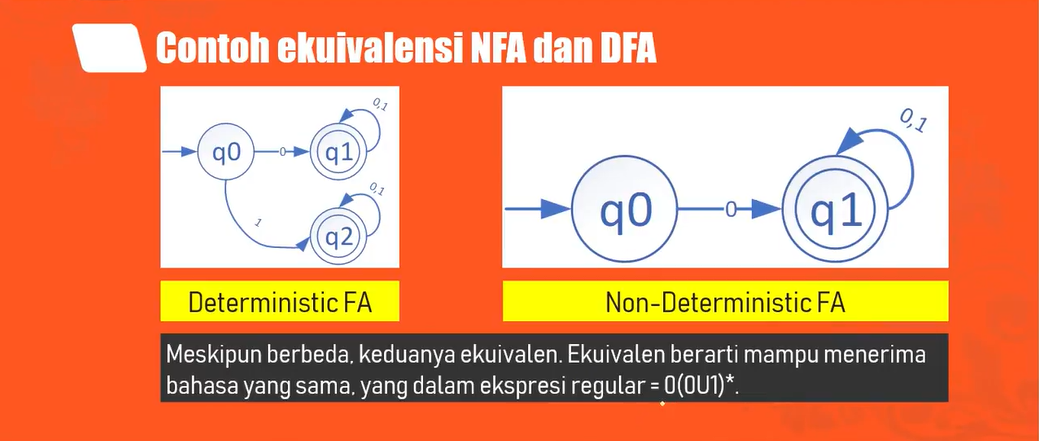 Contoh ekuivalensi NFA dan DFA
0,1
q0
0
q1
0,1
1
q2
0,1
q0
0
q1
Deterministic FA
Non-Deterministic FA
Meskipun berbeda, keduanya ekuivalen. Ekuivalen berarti mampu menerima
bahasa yang sama, yang dalam ekspresi regular = 0(0U1)*.